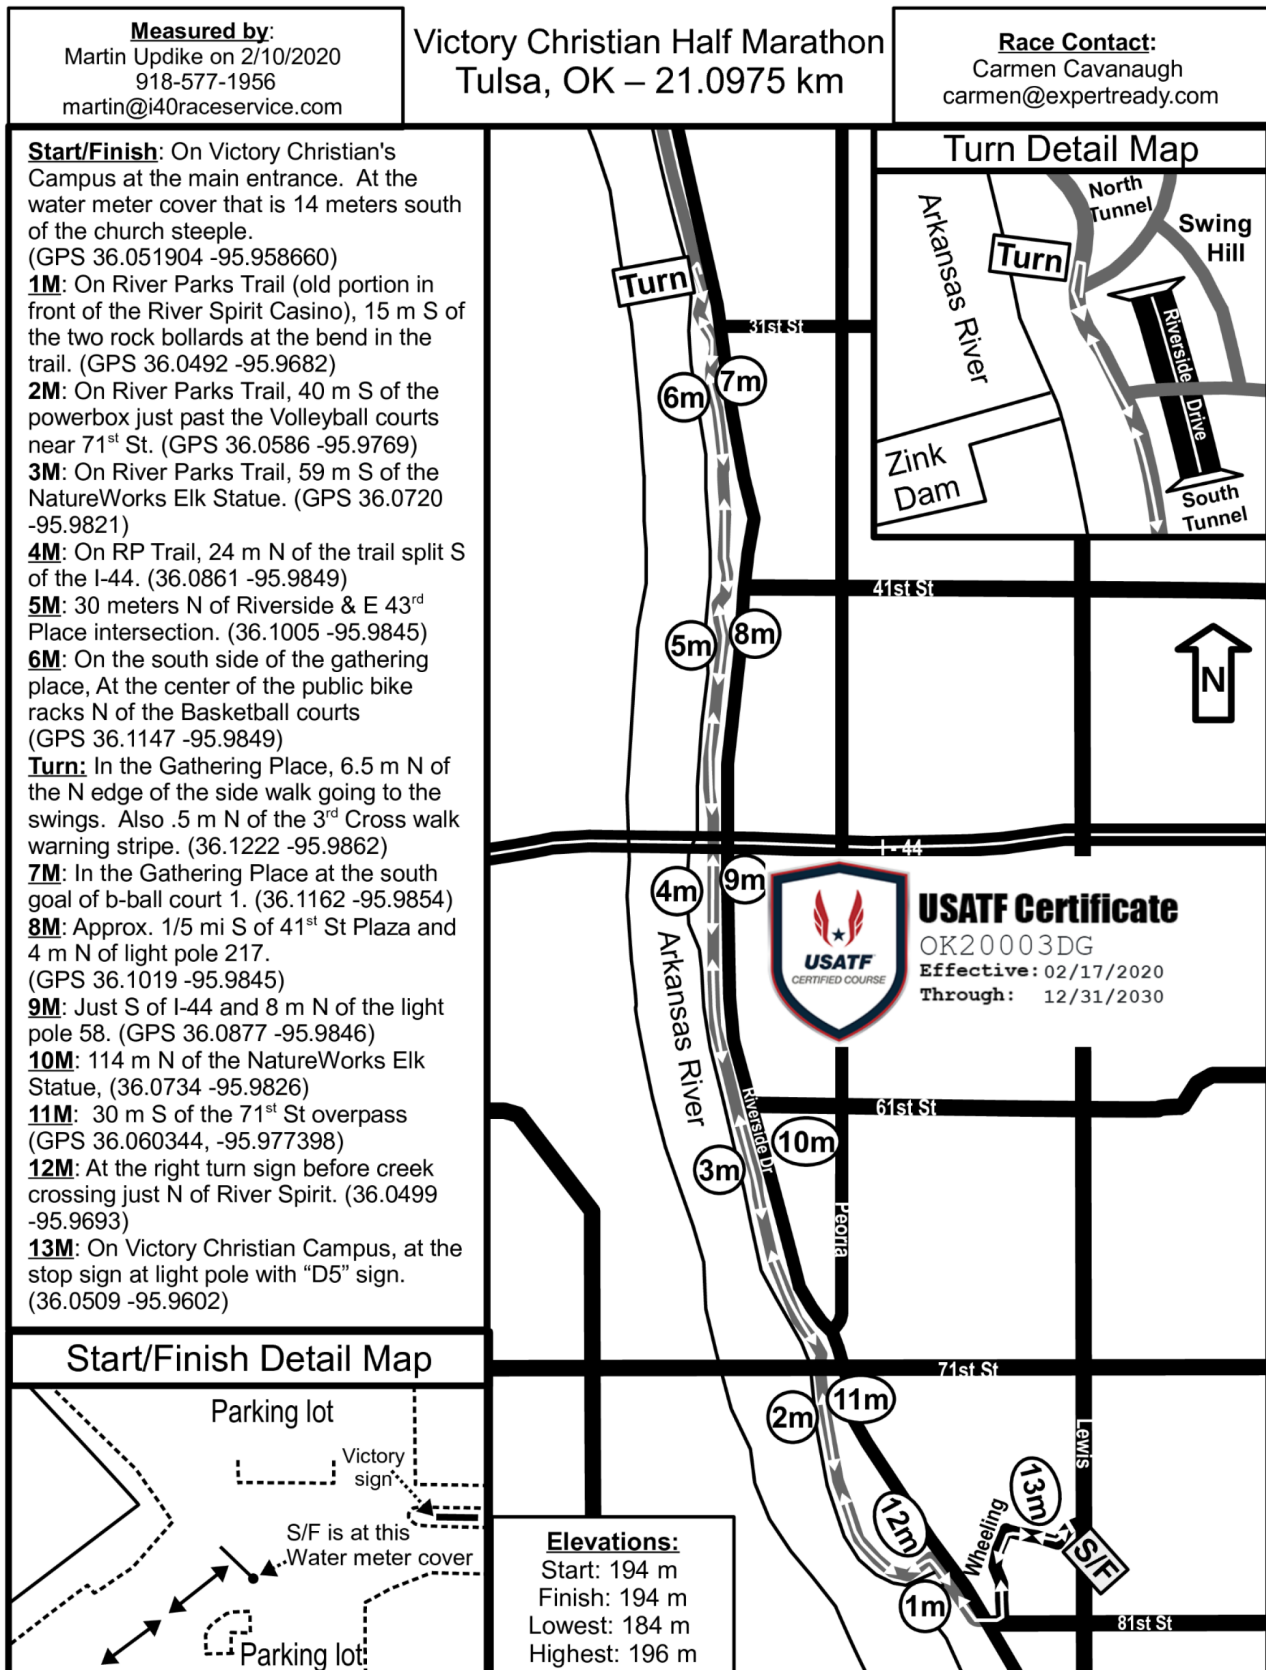 Measured by:
Martin Updike on 2/10/2020
918-577-1956
martin@i40raceservice.com
Victory Christian Half Marathon
Tulsa, OK – 21.0975 km
Race Contact:
Carmen Cavanaugh
carmen@expertready.com
Start/Finish: On Victory Christian's
Campus at the main entrance. At the
water meter cover that is 14 meters south
of the church steeple.
(GPS 36.051904 -95.958660)
1M: On River Parks Trail (old portion in
front of the River Spirit Casino), 15 m S of
the two rock bollards at the bend in the
trail. (GPS 36.0492 -95.9682)
2M: On River Parks Trail, 40 m S of the
powerbox just past the Volleyball courts
near 71st St. (GPS 36.0586 -95.9769)
3M: On River Parks Trail, 59 m S of the
NatureWorks Elk Statue. (GPS 36.0720
-95.9821)
4M: On RP Trail, 24 m N of the trail split S
of the I-44. (36.0861 -95.9849)
5M: 30 meters N of Riverside & E 43rd
Place intersection. (36.1005 -95.9845)
6M: On the south side of the gathering
place, At the center of the public bike
racks N of the Basketball courts
(GPS 36.1147 -95.9849)
Turn: In the Gathering Place, 6.5 m N of
the N edge of the side walk going to the
swings. Also .5 m N of the 3rd Cross walk
warning stripe. (36.1222 -95.9862)
7M: In the Gathering Place at the south
goal of b-ball court 1. (36.1162 -95.9854)
8M: Approx. 1/5 mi S of 41st St Plaza and
4 m N of light pole 217.
(GPS 36.1019 -95.9845)
9M: Just S of I-44 and 8 m N of the light
pole 58. (GPS 36.0877 -95.9846)
10M: 114 m N of the NatureWorks Elk
Statue, (36.0734 -95.9826)
11M: 30 m S of the 71st St overpass
(GPS 36.060344, -95.977398)
12M: At the right turn sign before creek
crossing just N of River Spirit. (36.0499
-95.9693)
13M: On Victory Christian Campus, at the
stop sign at light pole with “D5” sign.
(36.0509 -95.9602)
Start/Finish Detail Map
Parking lot
Victory
sign
S/F is at this
Water meter cover
Parking lot
Elevations:
Start: 194 m
Finish: 194 m
Lowest: 184 m
Highest: 196 m
Turn Detail Map
North
Tunnel
Swing
Hill
Turn
Arkansas River
Riverside Drive
Zink
Dam
South
Tunnel
Turn
31st St
7m
6m
41st St
8m
5m
N
I - 44
9m
4m
USATF
CERTIFIED COURSE
USATF Certificate
OK20003DG
Effective: 02/17/2020
Through: 12/31/2030
Arkansas River
Riverside Dr
61st St
10m
3m
Peoria
71st St
11m
2m
Lewis
13m
12m
Wheeling
S/F
1m
81st St